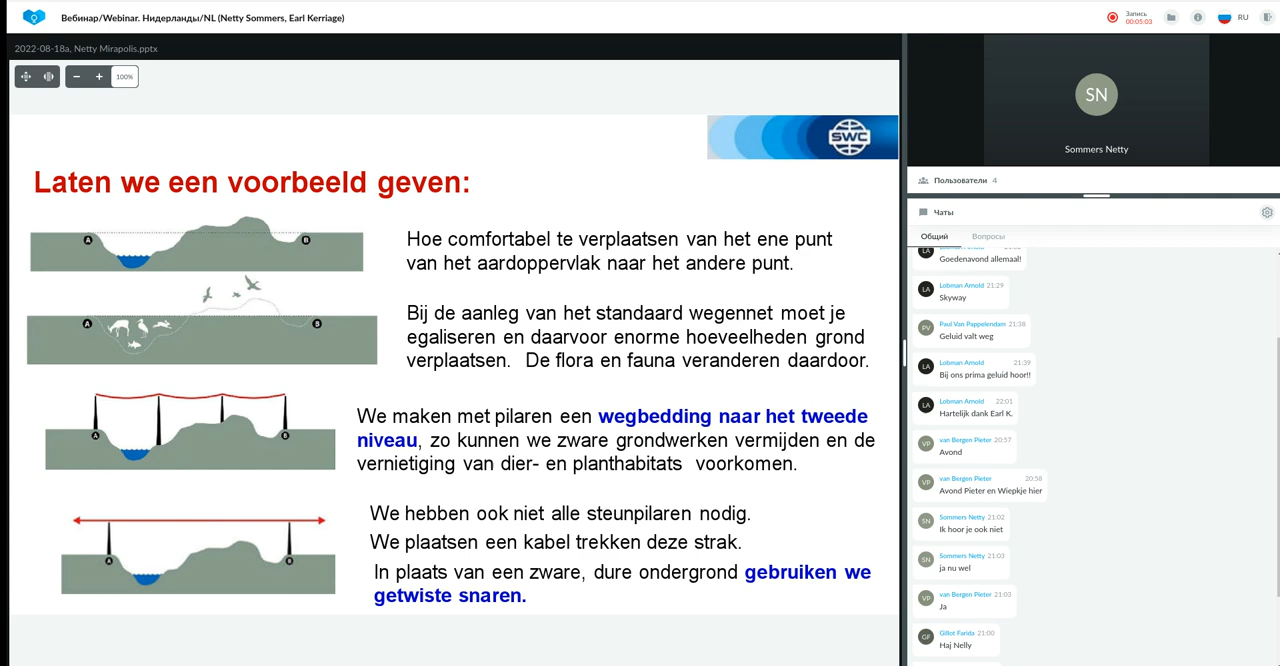 Вебинар/Webinar. Нидерланды/NL (Netty Sommers, Earl Kerriage)
Запись
00:05:03
RU
2022-08-18a, Netty Mirapolis.pptx
100%
SWC
Laten we een voorbeeld geven:
A
B
Hoe comfortabel te verplaatsen van het ene punt
van het aardoppervlak naar het andere punt.
A
B
Bij de aanleg van het standaard wegennet moet je
egaliseren en daarvoor enorme hoeveelheden grond
verplaatsen. De flora en fauna veranderen daardoor.
A
B
We maken met pilaren een wegbedding naar het tweede
niveau, zo kunnen we zware grondwerken vermijden en de
vernietiging van dier- en planthabitats voorkomen.
A
B
We hebben ook niet alle steunpilaren nodig.
We plaatsen een kabel trekken deze strak.
In plaats van een zware, dure ondergrond gebruiken we
getwiste snaren.
SN
Sommers Netty
Пользователи 4
Чаты
Общий
Вопросы
LA
Goedenavond allemaal!
LA
Lobman Arnold 21:29
Skyway
PV
Paul Van Pappelendam 21:38
Geluid valt weg
LA
Lobman Arnold 21:39
Bij ons prima geluid hoor!!
LA
Lobman Arnold 22:01
Hartelijk dank Earl K.
VP
van Bergen Pieter 20:57
Avond
VP
van Bergen Pieter 20:58
Avond Pieter en Wiepkje hier
SN
Sommers Netty 21:02
Ik hoor je ook niet
SN
Sommers Netty 21:03
ja nu wel
VP
van Bergen Pieter 21:03
Ja
GF
Gillot Farida 21:00
Haj Nelly